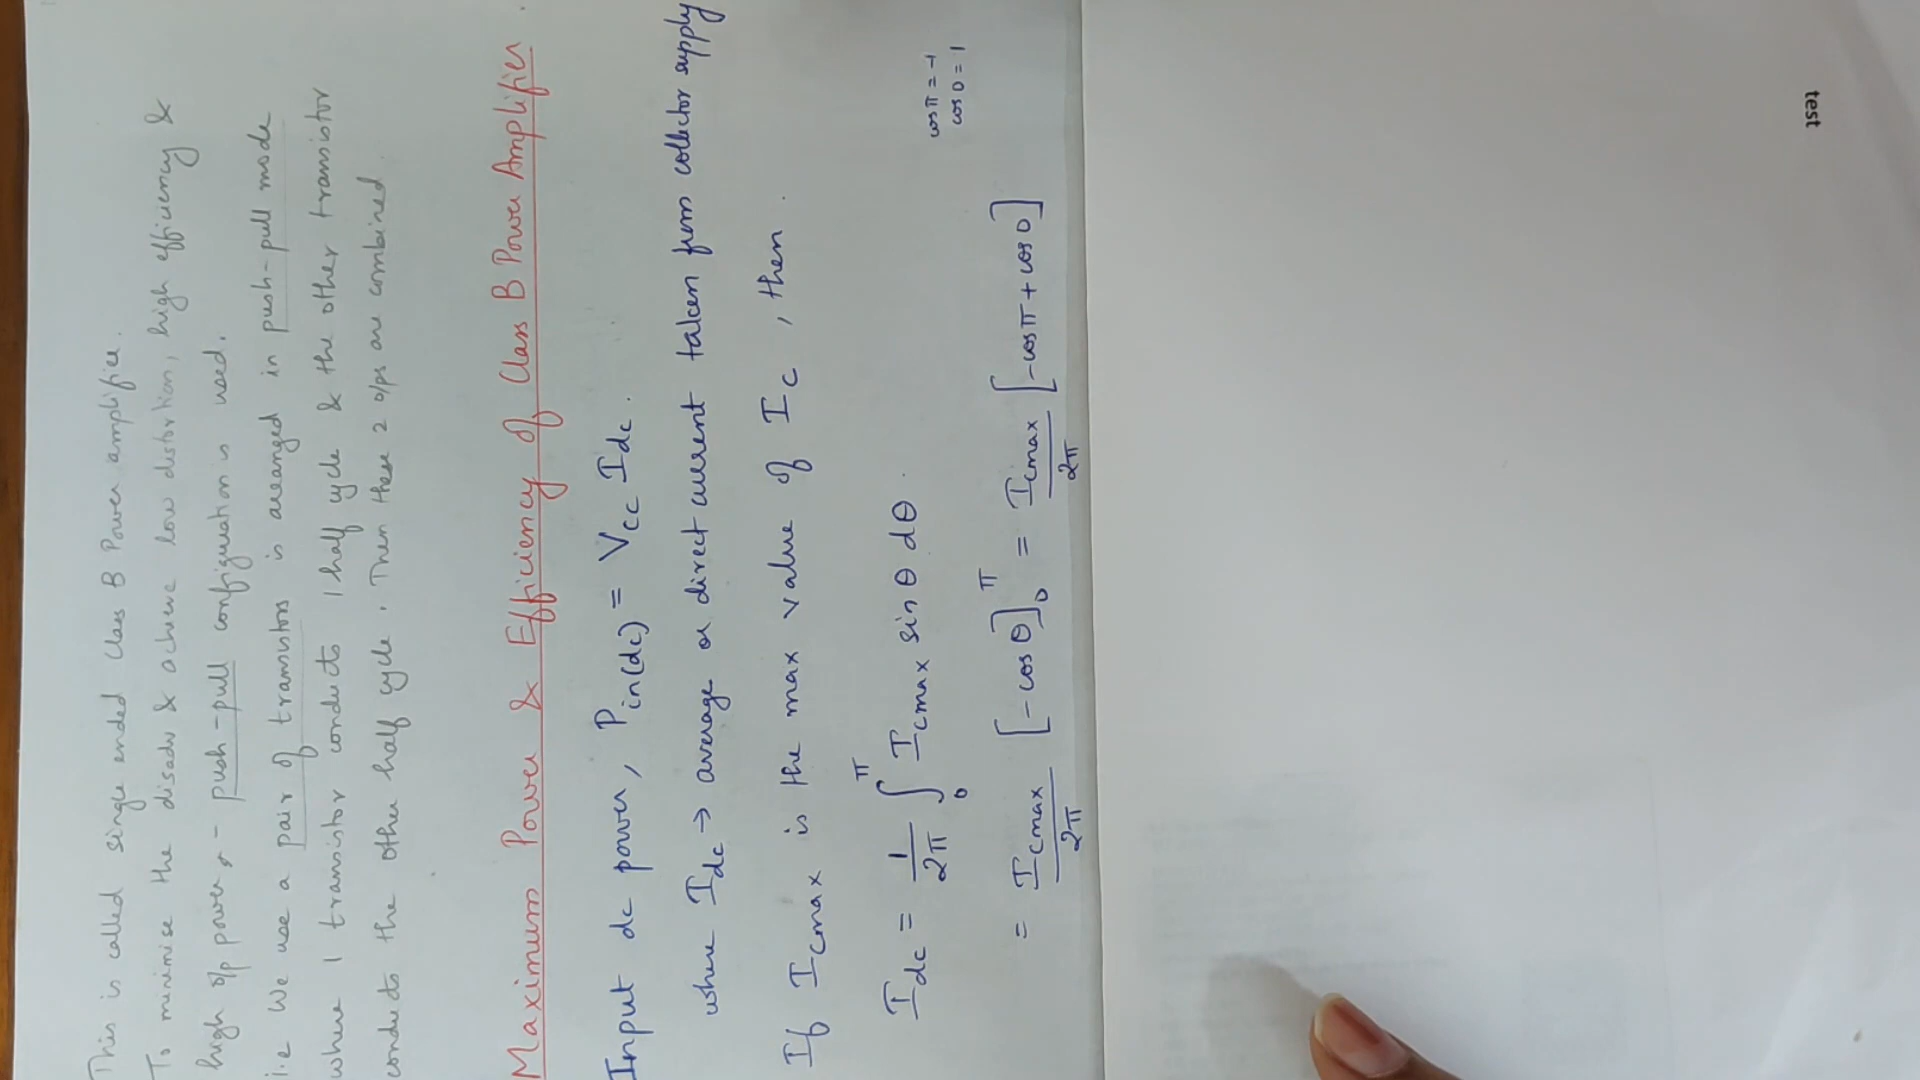 This is called single ended Class B Power amplifier.
To minimise the disadv & achieve low distortion, high efficiency &
high o/p power, - push-pull configuration is used.
i.e We use a pair of transistors is arranged in push-pull mode
where 1 transistor conducts 1 half cycle & the other transistor
conducts the other half cycle. Then these 2 o/ps are combined.
Maximum Power & Efficiency of Class B Power Amplifier.
Input dc power, Pin(dc) = Vcc Idc.
where Idc → average or direct current taken from collector supply
If Icmax is the max value of Ic, then.
Idc = 1/2π ∫₀^π Icmax sin θ dθ.
cos π = -1
cos 0 = 1
= Icmax/2π [-cos θ]₀^π = Icmax/2π [-cos π + cos 0]
test